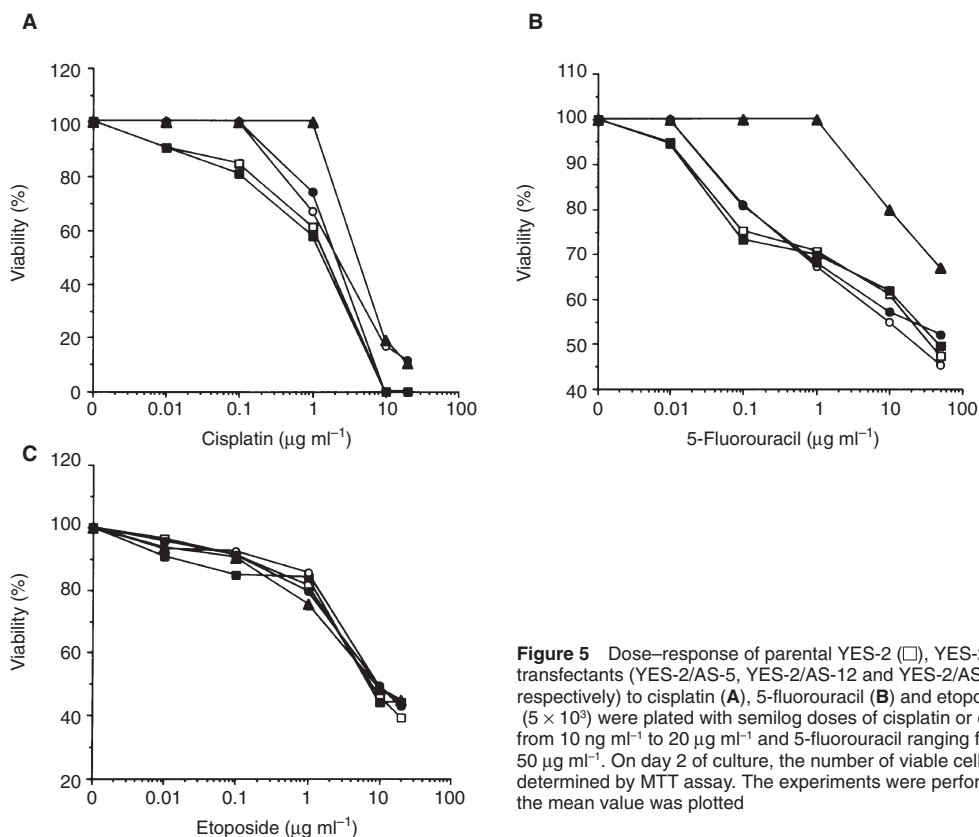 A
120
100
80
60
40
20
0
Viability (%)
0 0.01 0.1 1 10 100
Cisplatin (µg ml⁻¹)
B
110
100
90
80
70
60
50
40
Viability (%)
0 0.01 0.1 1 10 100
5-Fluorouracil (µg ml⁻¹)
C
120
100
80
60
40
20
Viability (%)
0 0.01 0.1 1 10 100
Etoposide (µg ml⁻¹)
Figure 5 Dose–response of parental YES-2 (□), YES-2
transfectants (YES-2/AS-5, YES-2/AS-12 and YES-2/AS
respectively) to cisplatin (A), 5-fluorouracil (B) and etopo
(5 × 10³) were plated with semilog doses of cisplatin or
from 10 ng ml⁻¹ to 20 µg ml⁻¹ and 5-fluorouracil ranging
50 µg ml⁻¹. On day 2 of culture, the number of viable cell
determined by MTT assay. The experiments were perfor
the mean value was plotted